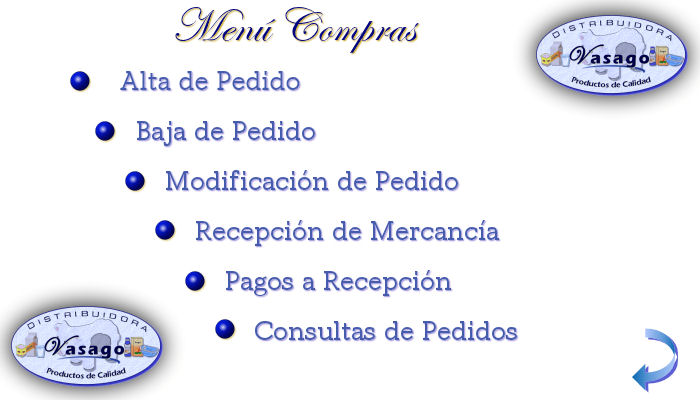 Menú Compras
DISTRIBUIDORA
Vasago
Productos de Calidad
Alta de Pedido
Baja de Pedido
Modificación de Pedido
Recepción de Mercancía
Pagos a Recepción
Consultas de Pedidos
DISTRIBUIDORA
Vasago
Productos de Calidad